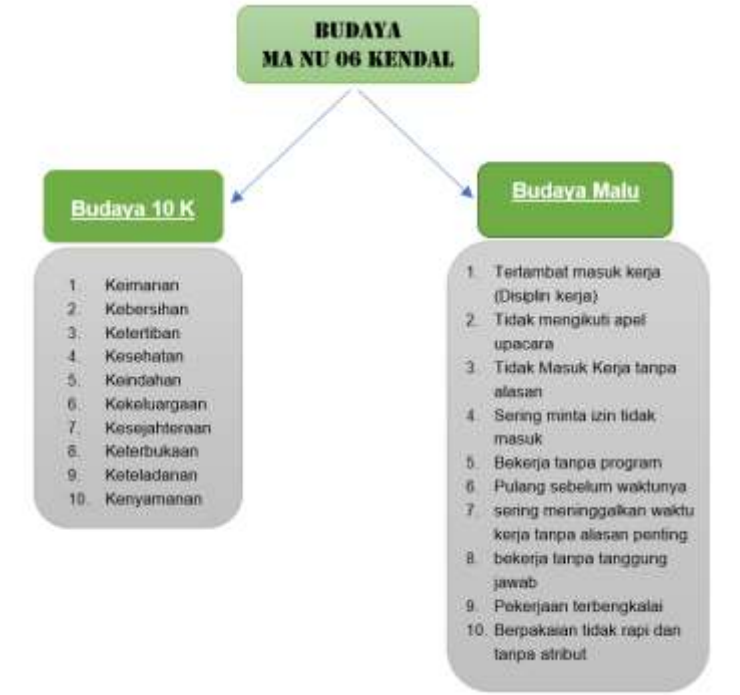 BUDAYA
MA NU 06 KENDAL
Budaya 10 K
1. Keimanan
2. Kebersihan
3. Ketertiban
4. Kesehatan
5. Keindahan
6. Kekeluargaan
7. Kesejahteraan
8. Keterbukaan
9. Keteladanan
10. Kenyamanan
Budaya Malu
1. Terlambat masuk kerja
(Disiplin kerja)
2. Tidak mengikuti apel
upacara
3. Tidak Masuk Kerja tanpa
alasan
4. Sering minta izin tidak
masuk
5. Bekerja tanpa program
6. Pulang sebelum waktunya
7. sering meninggalkan waktu
kerja tanpa alasan penting
8. bekerja tanpa tanggung
jawab
9. Pekerjaan terbengkalai
10. Berpakaian tidak rapi dan
tanpa atribut